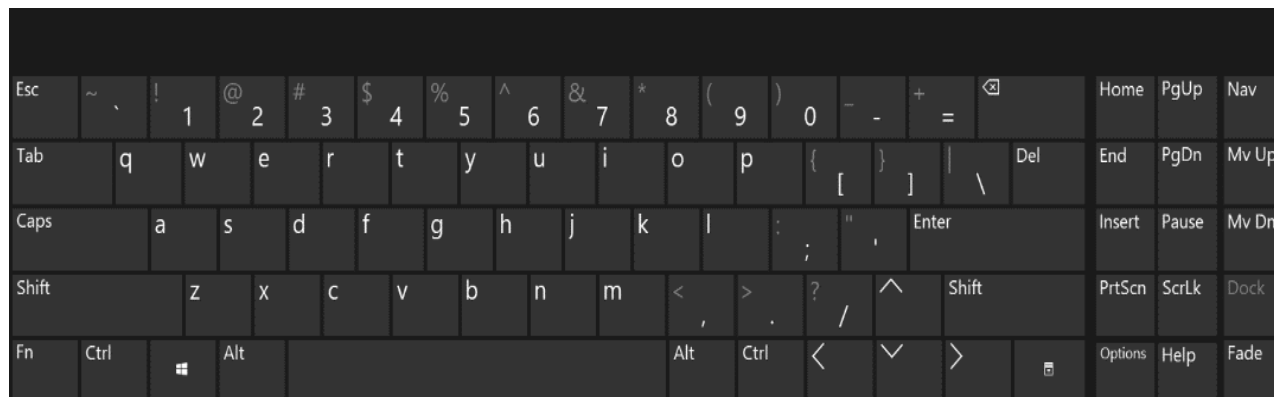 Esc ~ ` ! 1 @ 2 # 3 $ 4 % 5 ^ 6 & 7 * 8 ( 9 ) 0 _ - + = Home PgUp Nav
Tab q w e r t y u i o p { [ } ] | \ Del End PgDn Mv Up
Caps a s d f g h j k l : ; " ' Enter Insert Pause Mv Dn
Shift z x c v b n m < , > . ? / Shift PrtScn ScrLk Dock
Fn Ctrl Alt Alt Ctrl Options Help Fade